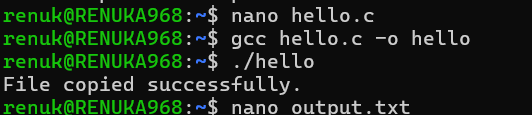 renuk@RENUKA968:~$ nano hello.c
renuk@RENUKA968:~$ gcc hello.c -o hello
renuk@RENUKA968:~$ ./hello
File copied successfully.
renuk@RENUKA968:~$ nano output.txt